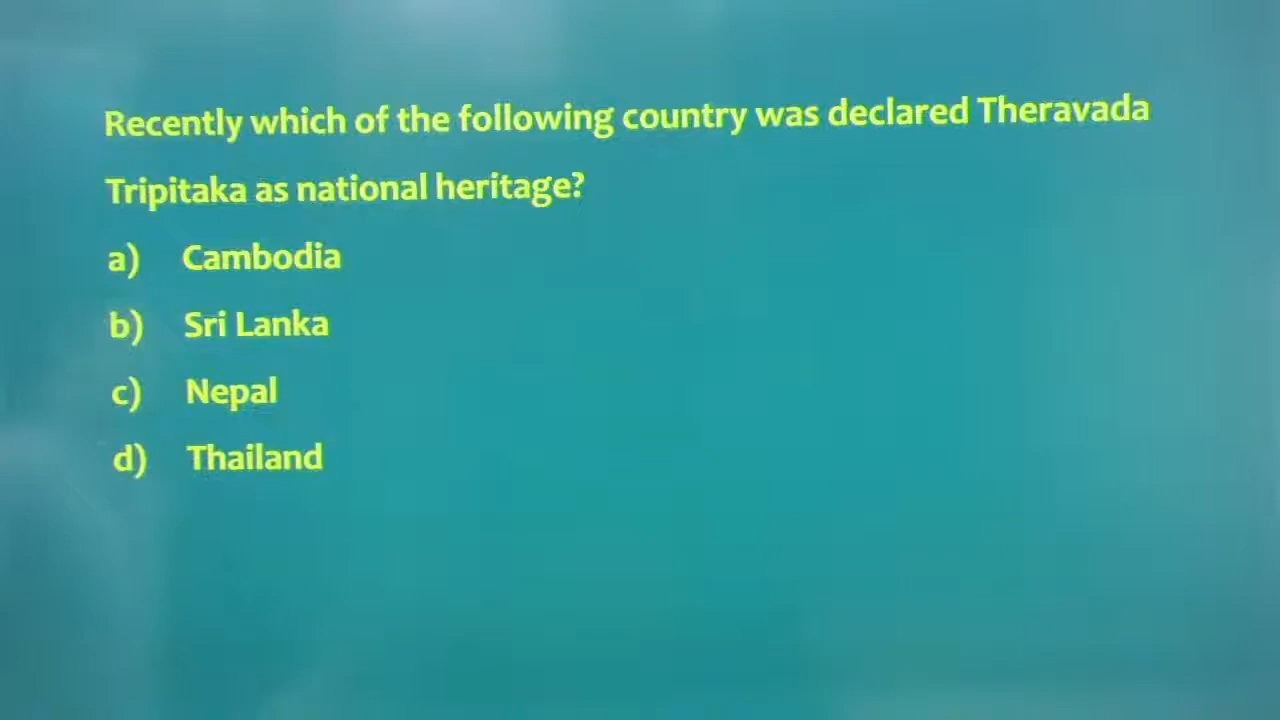 Recently which of the following country was declared Theravada
Tripitaka as national heritage?
a) Cambodia
b) Sri Lanka
c) Nepal
d) Thailand